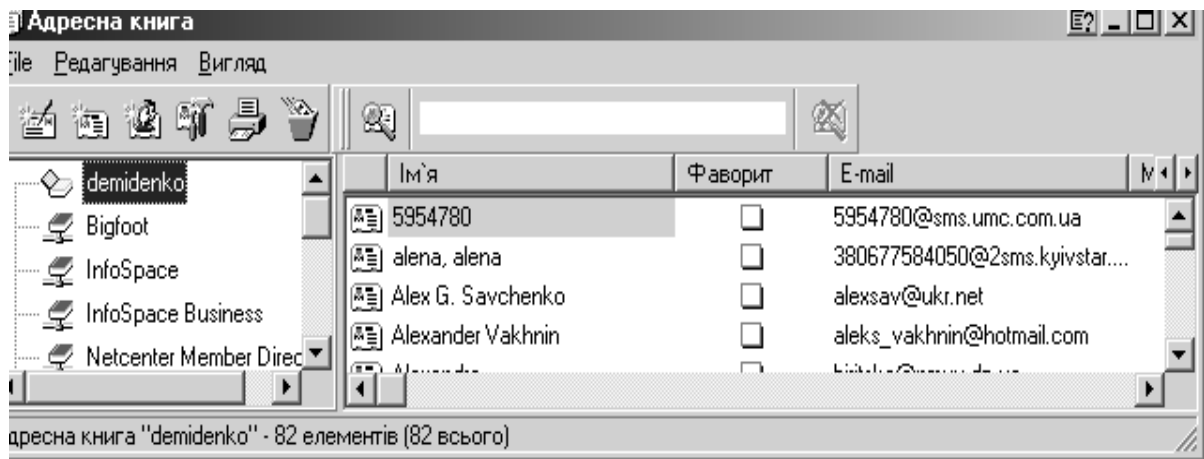 Адресна книга
File Редагування Вигляд
demidenko
Bigfoot
InfoSpace
InfoSpace Business
Netcenter Member Direc
Ім`я Фаворит E-mail
5954780 5954780@sms.umc.com.ua
alena, alena 380677584050@2sms.kyivstar....
Alex G. Savchenko alexsav@ukr.net
Alexander Vakhnin aleks_vakhnin@hotmail.com
адресна книга "demidenko" - 82 елементів (82 всього)